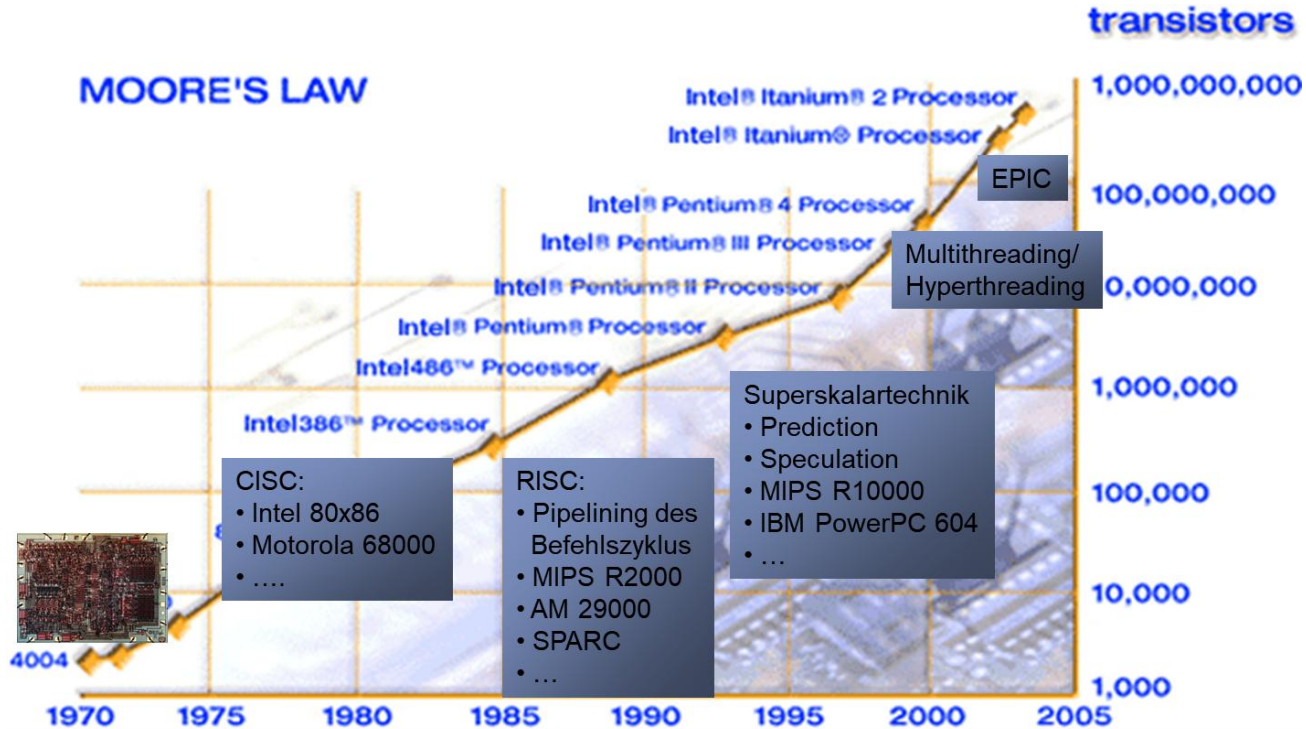 transistors
MOORE'S LAW
1,000,000,000
Intel® Itanium® 2 Processor
Intel® Itanium® Processor
EPIC
100,000,000
Intel® Pentium® 4 Processor
Intel® Pentium® III Processor
Multithreading/
Hyperthreading
0,000,000
Intel® Pentium® II Processor
Intel® Pentium® Processor
Intel486™ Processor
1,000,000
Superskalartechnik
• Prediction
• Speculation
• MIPS R10000
• IBM PowerPC 604
• …
Intel386™ Processor
CISC:
• Intel 80x86
• Motorola 68000
• ….
RISC:
• Pipelining des
Befehlszyklus
• MIPS R2000
• AM 29000
• SPARC
• …
100,000
10,000
4004
1,000
1970 1975 1980 1985 1990 1995 2000 2005